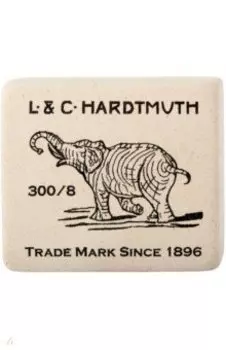 L·&C·HARDTMUTH
300/8
TRADE MARK SINCE 1896